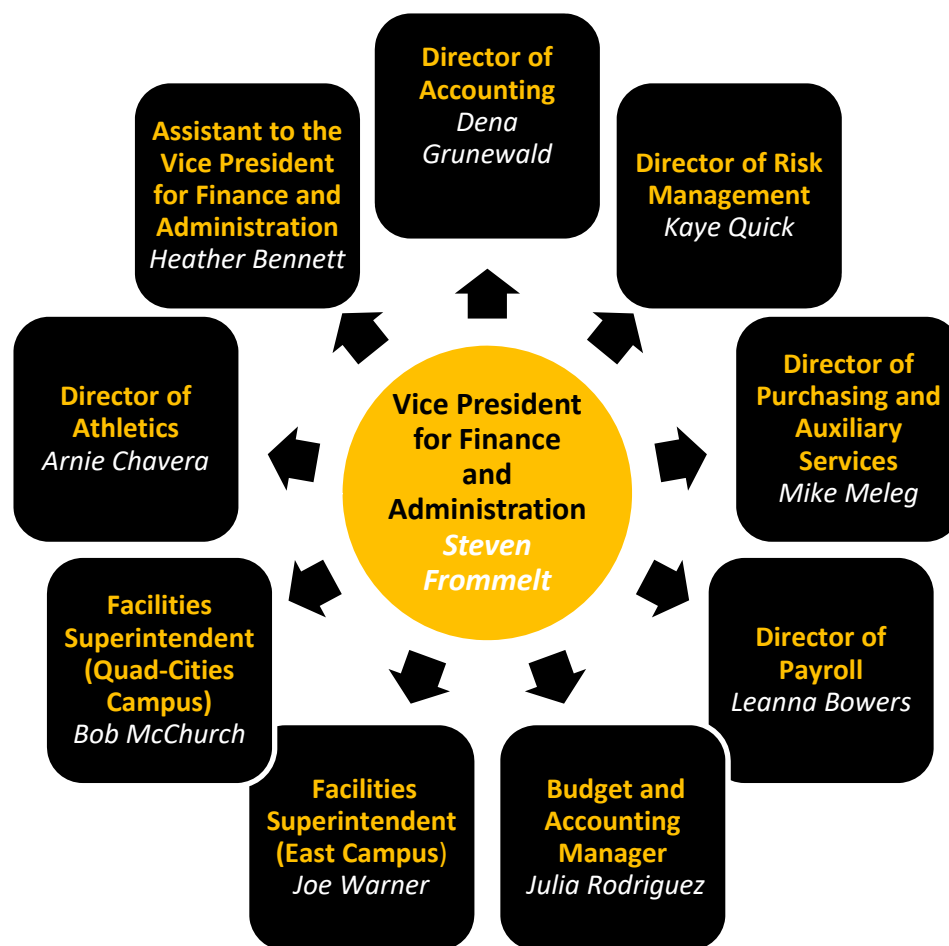 Director of
Accounting
Dena
Grunewald
Assistant to the
Vice President
for Finance and
Administration
Heather Bennett
Director of Risk
Management
Kaye Quick
Director of
Athletics
Arnie Chavera
Vice President
for Finance
and
Administration
Steven
Frommelt
Director of
Purchasing and
Auxiliary
Services
Mike Meleg
Facilities
Superintendent
(Quad-Cities
Campus)
Bob McChurch
Director of
Payroll
Leanna Bowers
Facilities
Superintendent
(East Campus)
Joe Warner
Budget and
Accounting
Manager
Julia Rodriguez